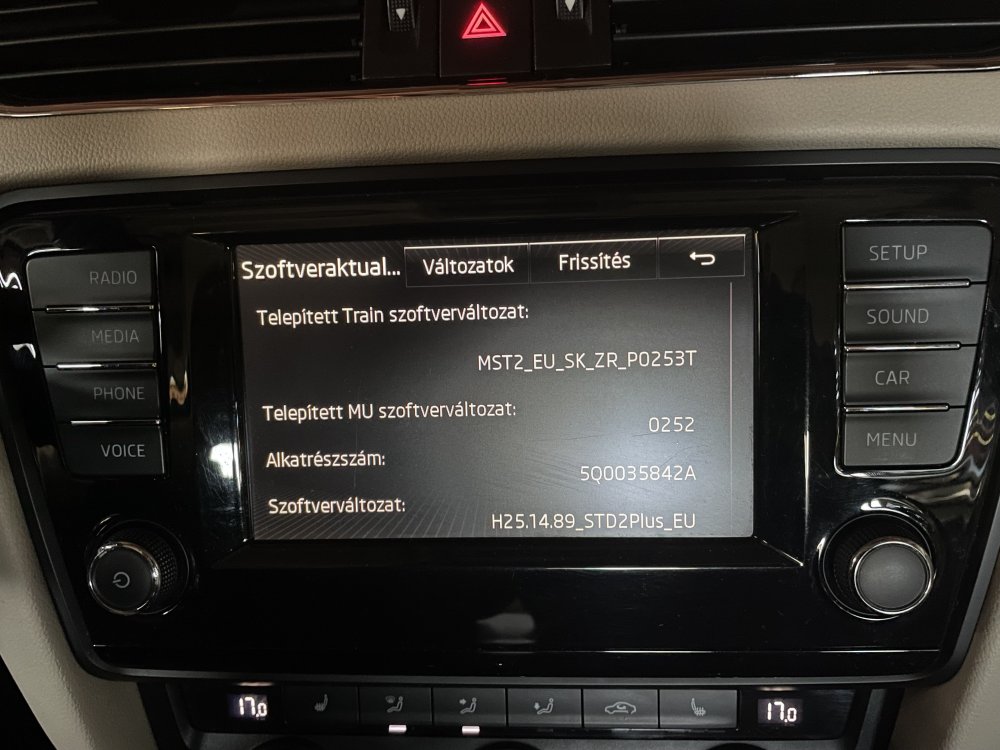 RADIO
MEDIA
PHONE
VOICE
Szoftveraktual... Változatok Frissítés
Telepített Train szoftverváltozat:
MST2_EU_SK_ZR_P0253T
Telepített MU szoftverváltozat:
0252
Alkatrészszám:
5Q0035842A
Szoftverváltozat:
H25.14.89_STD2Plus_EU
SETUP
SOUND
CAR
MENU
17,0
17,0